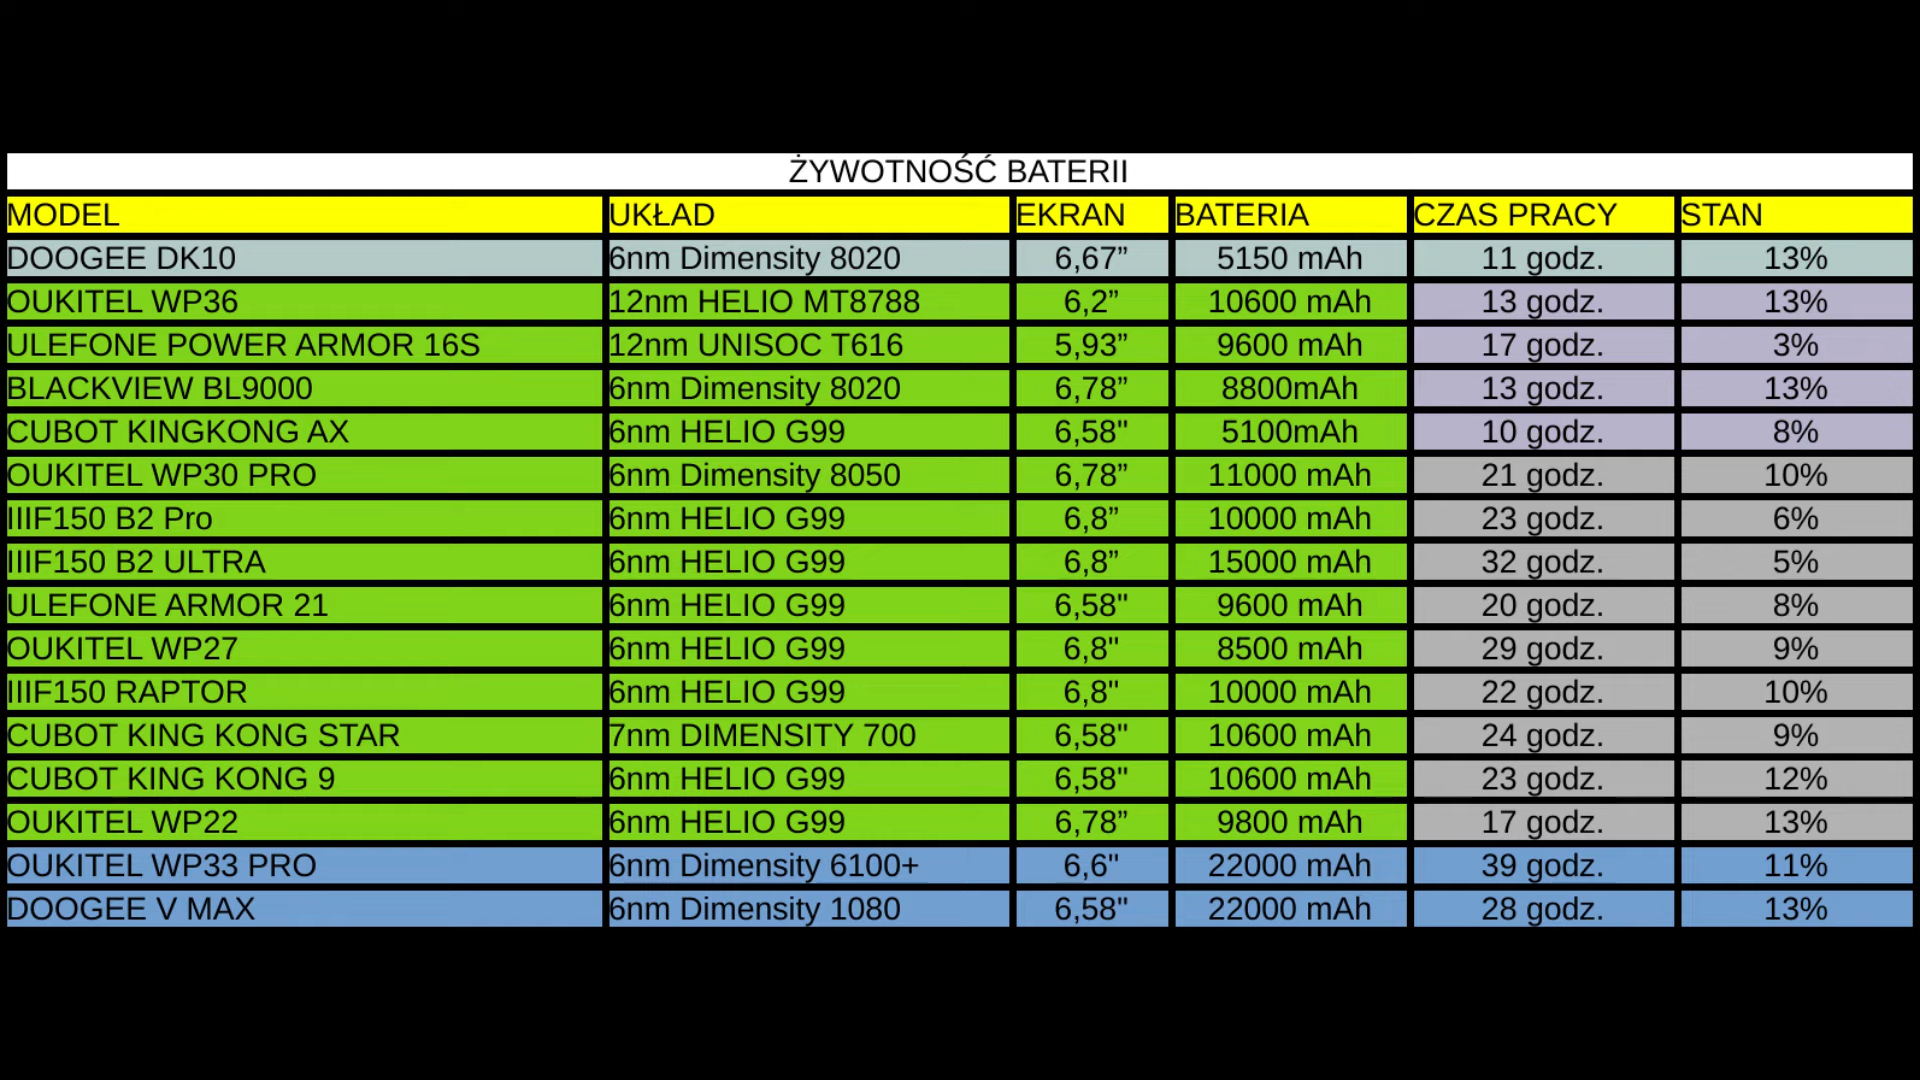 ŻYWOTNOŚĆ BATERII
MODEL UKŁAD EKRAN BATERIA CZAS PRACY STAN
DOOGEE DK10 6nm Dimensity 8020 6,67” 5150 mAh 11 godz. 13%
OUKITEL WP36 12nm HELIO MT8788 6,2” 10600 mAh 13 godz. 13%
ULEFONE POWER ARMOR 16S 12nm UNISOC T616 5,93” 9600 mAh 17 godz. 3%
BLACKVIEW BL9000 6nm Dimensity 8020 6,78” 8800mAh 13 godz. 13%
CUBOT KINGKONG AX 6nm HELIO G99 6,58" 5100mAh 10 godz. 8%
OUKITEL WP30 PRO 6nm Dimensity 8050 6,78” 11000 mAh 21 godz. 10%
IIIF150 B2 Pro 6nm HELIO G99 6,8” 10000 mAh 23 godz. 6%
IIIF150 B2 ULTRA 6nm HELIO G99 6,8” 15000 mAh 32 godz. 5%
ULEFONE ARMOR 21 6nm HELIO G99 6,58" 9600 mAh 20 godz. 8%
OUKITEL WP27 6nm HELIO G99 6,8" 8500 mAh 29 godz. 9%
IIIF150 RAPTOR 6nm HELIO G99 6,8" 10000 mAh 22 godz. 10%
CUBOT KING KONG STAR 7nm DIMENSITY 700 6,58" 10600 mAh 24 godz. 9%
CUBOT KING KONG 9 6nm HELIO G99 6,58" 10600 mAh 23 godz. 12%
OUKITEL WP22 6nm HELIO G99 6,78” 9800 mAh 17 godz. 13%
OUKITEL WP33 PRO 6nm Dimensity 6100+ 6,6" 22000 mAh 39 godz. 11%
DOOGEE V MAX 6nm Dimensity 1080 6,58" 22000 mAh 28 godz. 13%